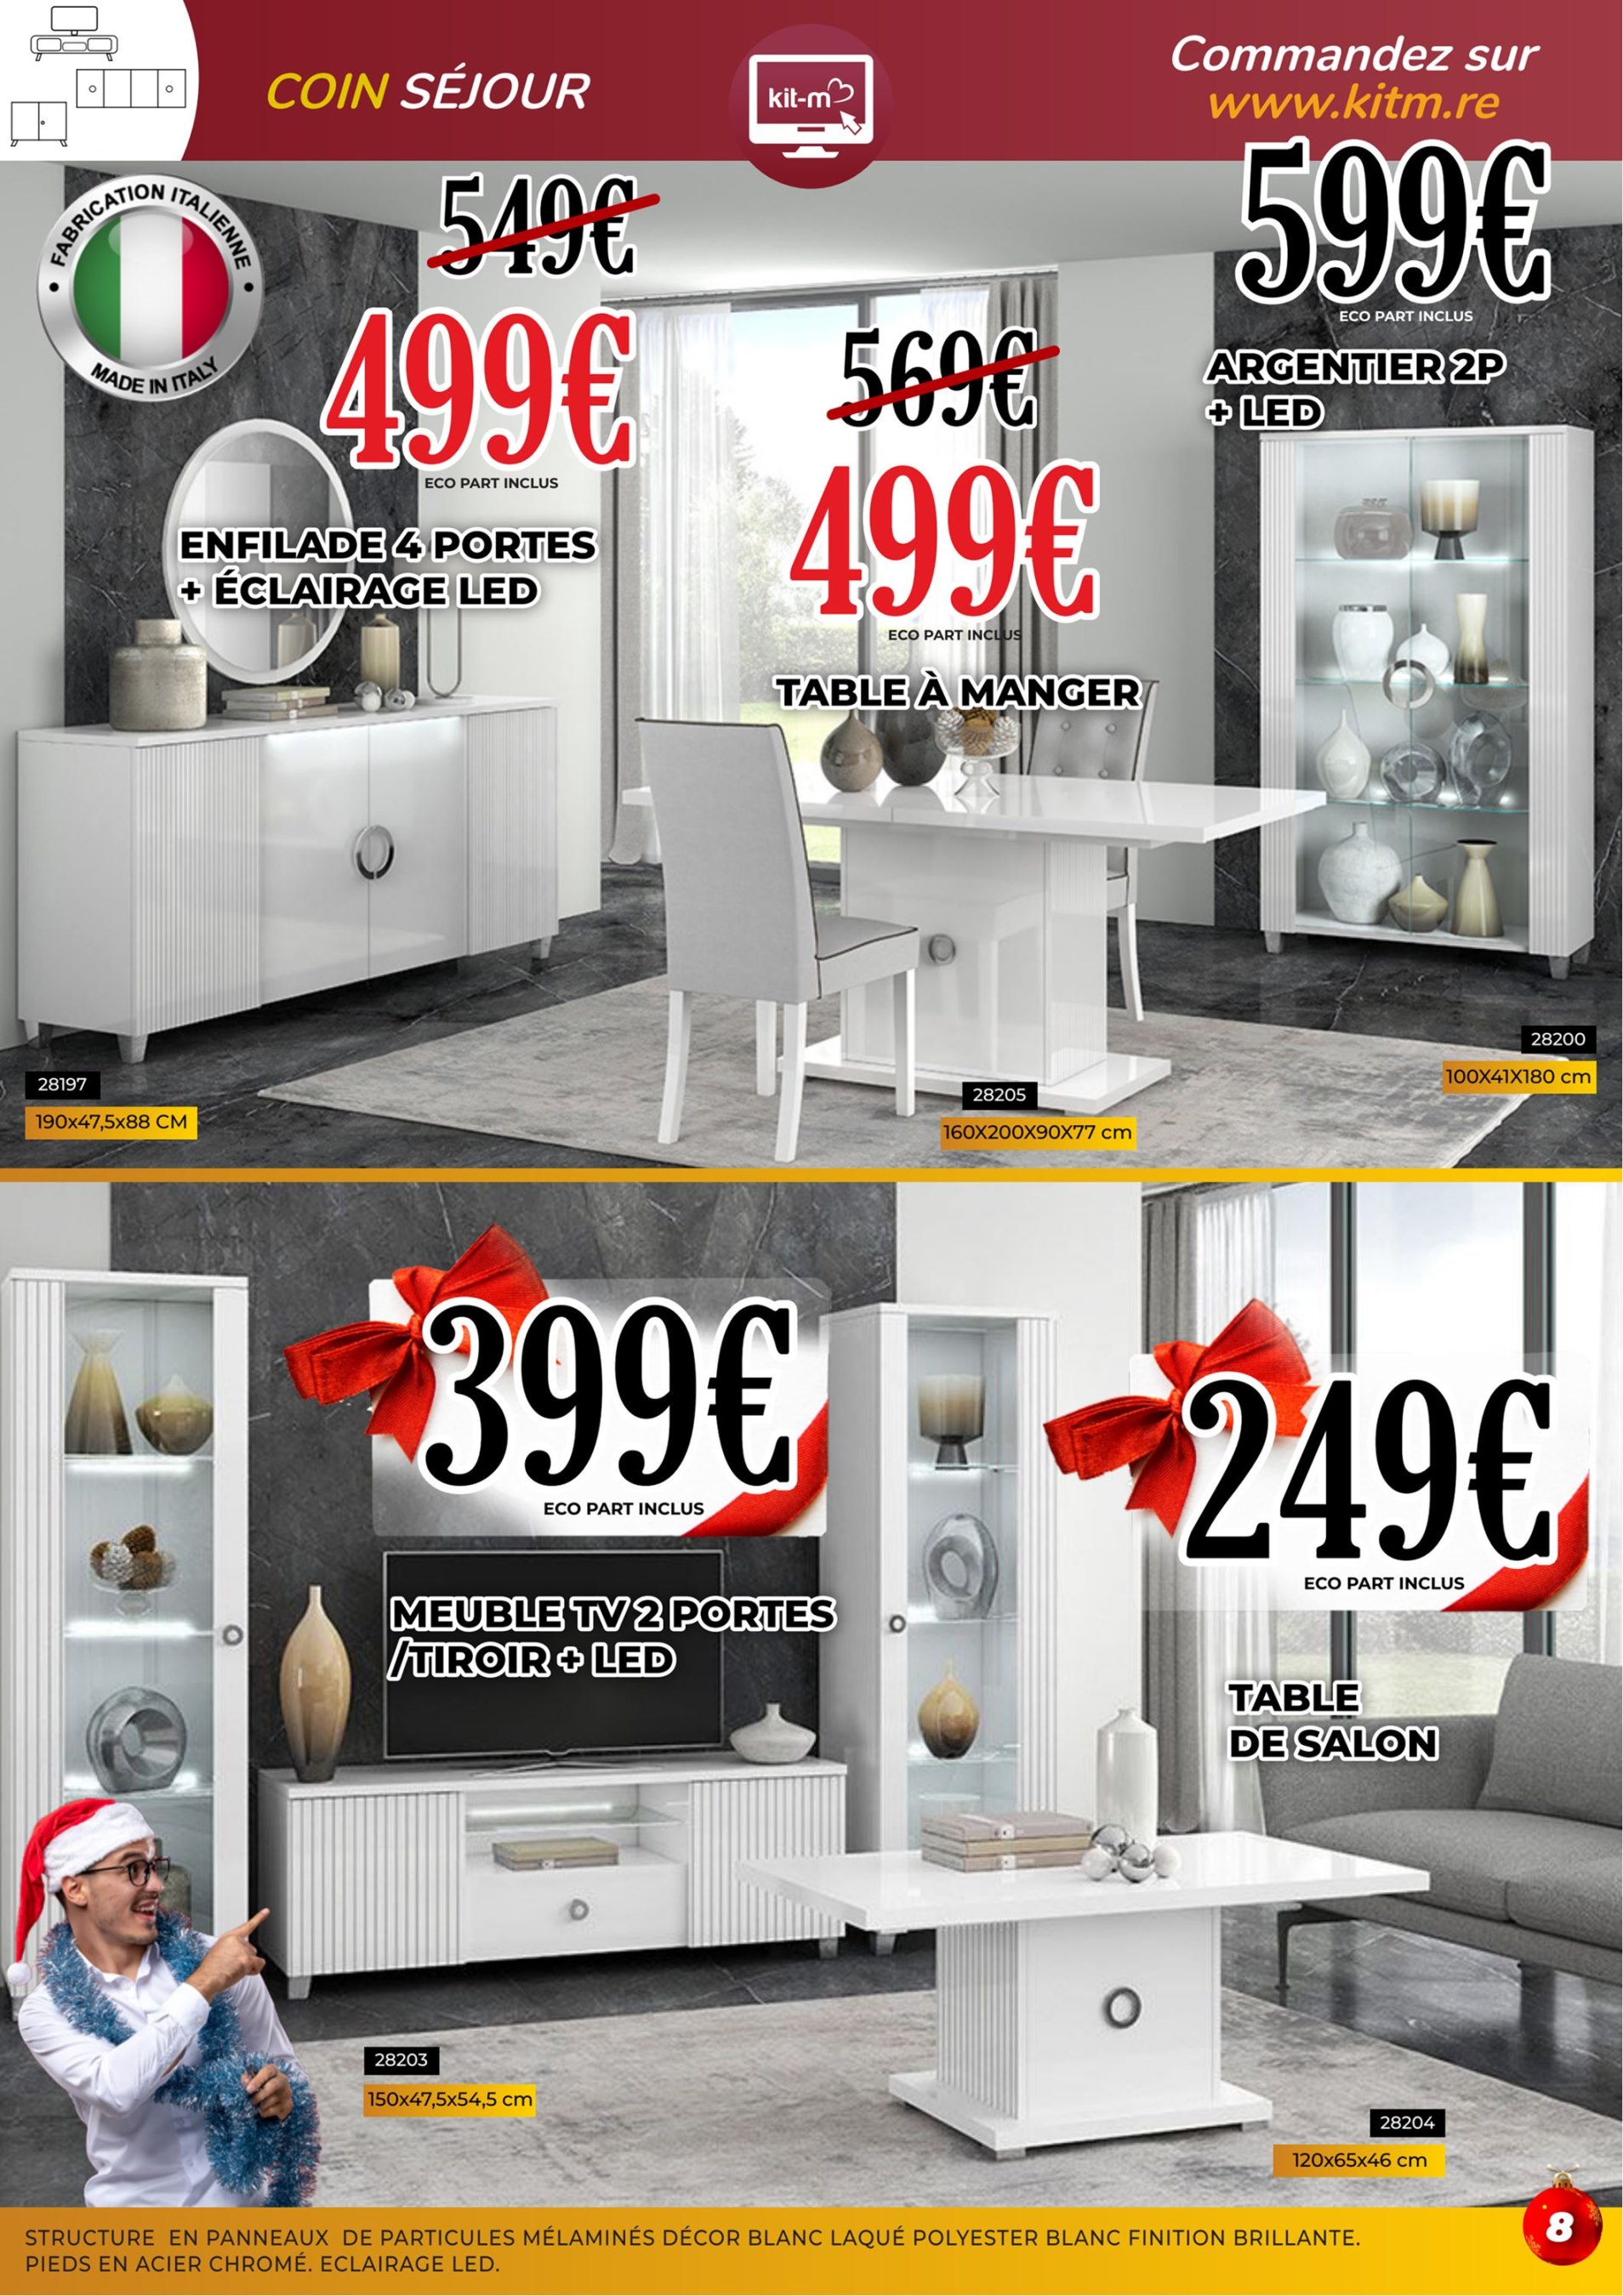 COIN SÉJOUR
kit-m
Commandez sur
www.kitm.re
FABRICATION ITALIENNE
MADE IN ITALY
549€
499€
ECO PART INCLUS
ENFILADE 4 PORTES
+ ÉCLAIRAGE LED
569€
499€
ECO PART INCLUS
TABLE À MANGER
599€
ECO PART INCLUS
ARGENTIER 2P
+ LED
28197
190x47,5x88 CM
28205
160X200X90X77 cm
28200
100X41X180 cm
399€
ECO PART INCLUS
MEUBLE TV 2 PORTES
/TIROIR + LED
249€
ECO PART INCLUS
TABLE
DE SALON
28203
150x47,5x54,5 cm
28204
120x65x46 cm
STRUCTURE EN PANNEAUX DE PARTICULES MÉLAMINÉS DÉCOR BLANC LAQUÉ POLYESTER BLANC FINITION BRILLANTE.
PIEDS EN ACIER CHROMÉ. ECLAIRAGE LED.
8